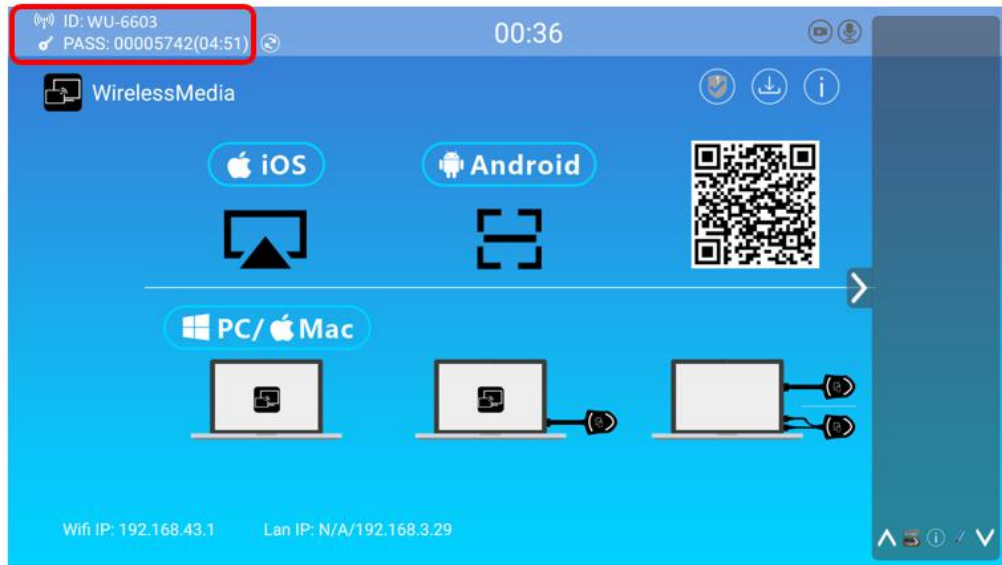 ID: WU-6603
PASS: 00005742(04:51)
00:36
WirelessMedia
iOS
Android
PC/ Mac
Wifi IP: 192.168.43.1 Lan IP: N/A/192.168.3.29